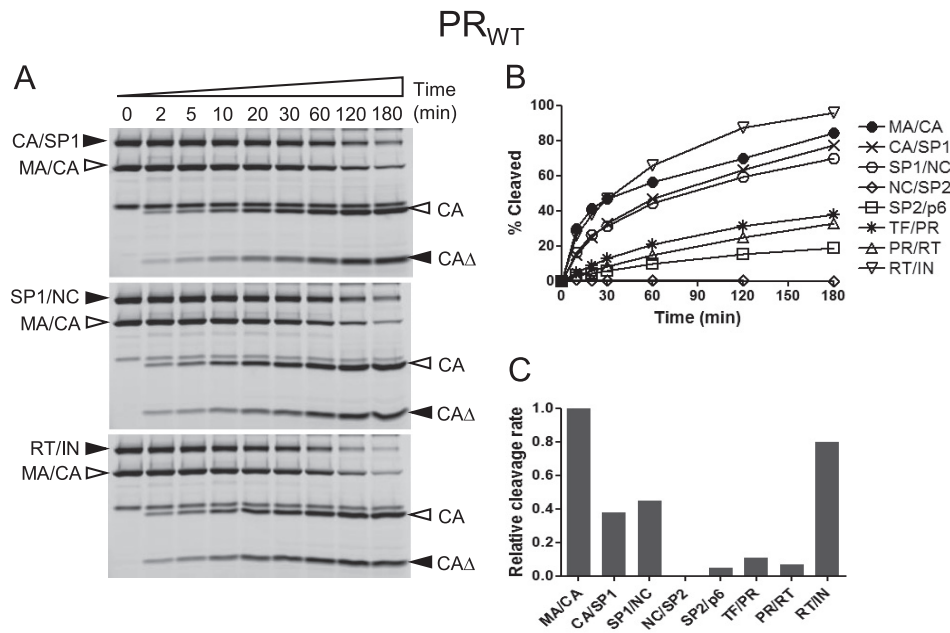 PRWT
A
Time
(min)
0 2 5 10 20 30 60 120 180
CA/SP1
MA/CA
CA
CAΔ
SP1/NC
MA/CA
CA
CAΔ
RT/IN
MA/CA
CA
CAΔ
B
% Cleaved
100
80
60
40
20
0
0 30 60 90 120 150 180
Time (min)
MA/CA
CA/SP1
SP1/NC
NC/SP2
SP2/p6
TF/PR
PR/RT
RT/IN
C
Relative cleavage rate
1.0
0.8
0.6
0.4
0.2
0.0
MA/CA
CA/SP1
SP1/NC
NC/SP2
SP2/p6
TF/PR
PR/RT
RT/IN